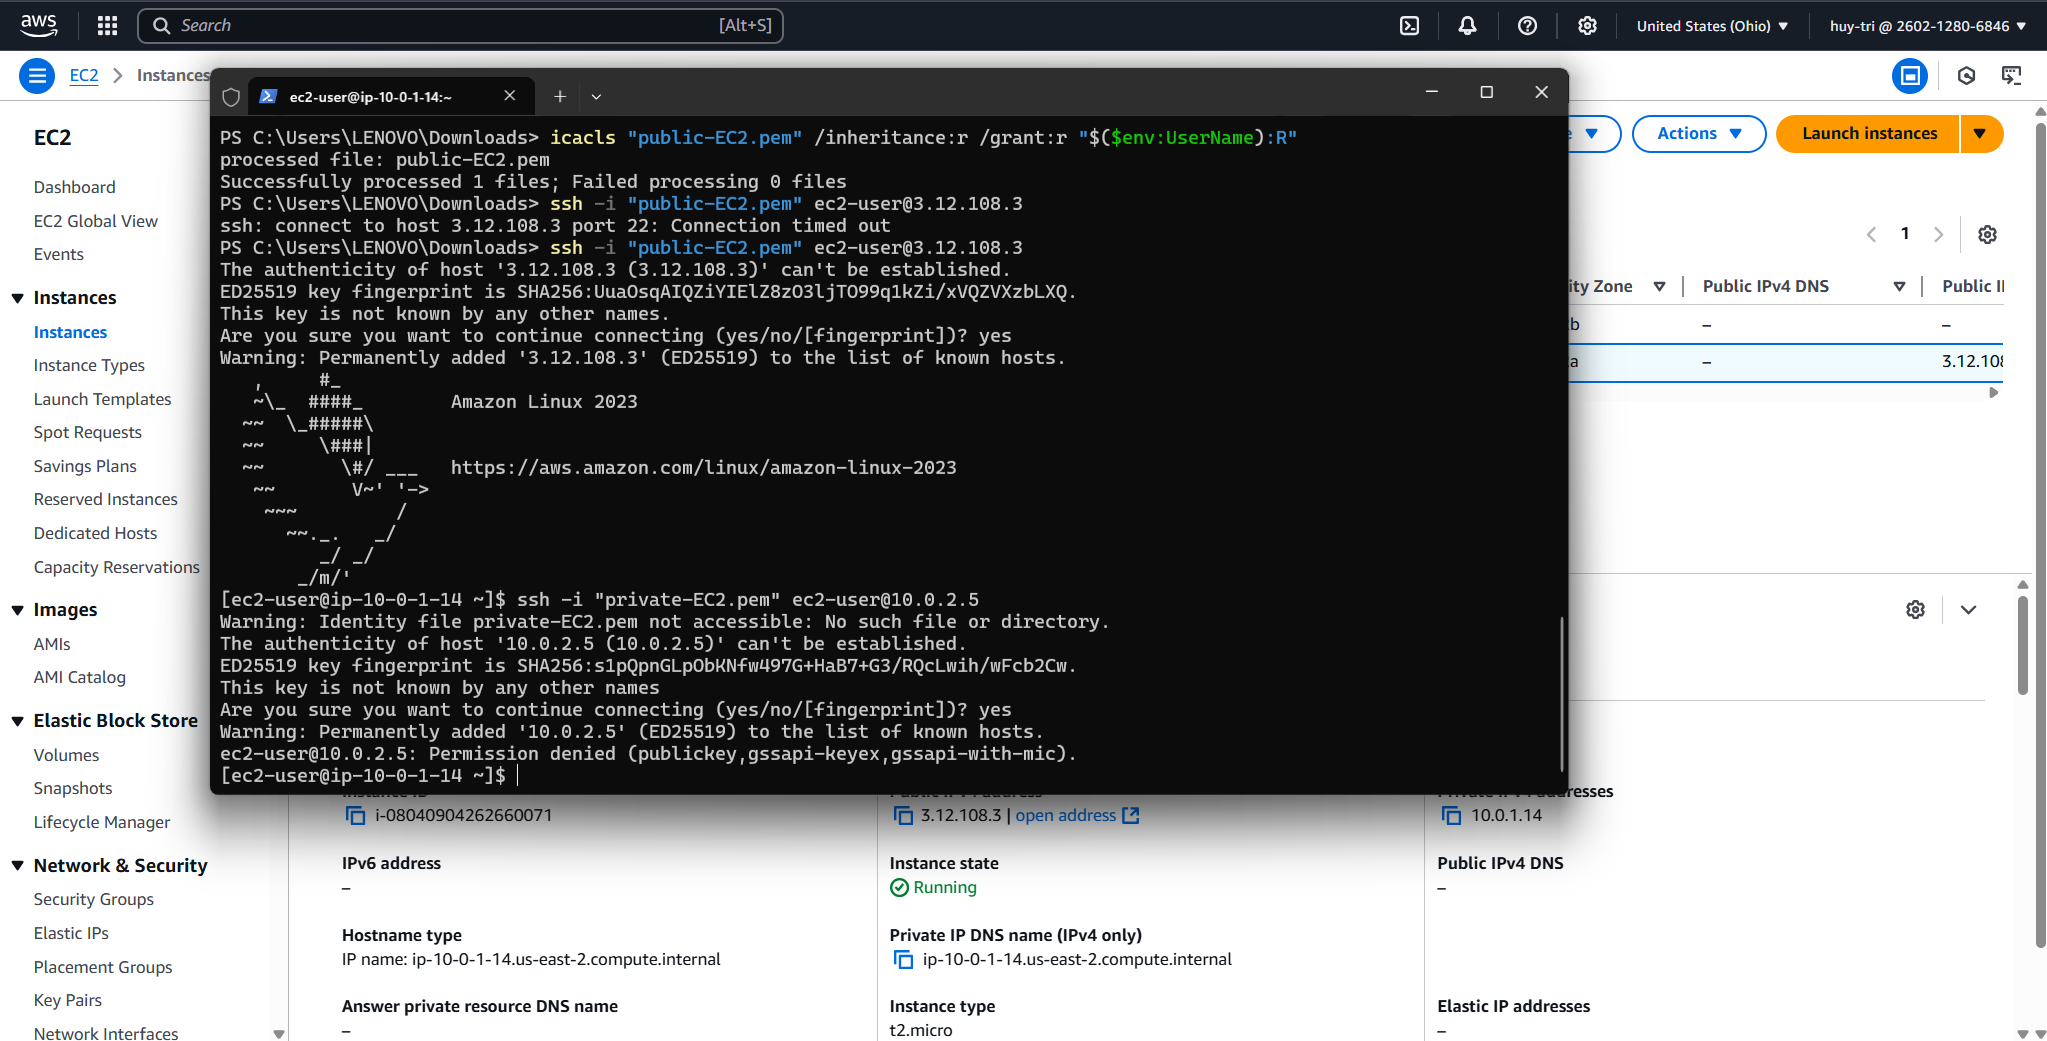 aws
Search [Alt+S]
United States (Ohio)
huy-tri @ 2602-1280-6846
EC2 > Instances
ec2-user@ip-10-0-1-14:~
EC2
Dashboard
EC2 Global View
Events
Instances
Instances
Instance Types
Launch Templates
Spot Requests
Savings Plans
Reserved Instances
Dedicated Hosts
Capacity Reservations
Images
AMIs
AMI Catalog
Elastic Block Store
Volumes
Snapshots
Lifecycle Manager
Network & Security
Security Groups
Elastic IPs
Placement Groups
Key Pairs
Network Interfaces
PS C:\Users\LENOVO\Downloads> icacls "public-EC2.pem" /inheritance:r /grant:r "$($env:UserName):R"
processed file: public-EC2.pem
Successfully processed 1 files; Failed processing 0 files
PS C:\Users\LENOVO\Downloads> ssh -i "public-EC2.pem" ec2-user@3.12.108.3
ssh: connect to host 3.12.108.3 port 22: Connection timed out
PS C:\Users\LENOVO\Downloads> ssh -i "public-EC2.pem" ec2-user@3.12.108.3
The authenticity of host '3.12.108.3 (3.12.108.3)' can't be established.
ED25519 key fingerprint is SHA256:UuaOsqAIQZiYIElZ8zO3ljTO99q1kZi/xVQZVXzbLXQ.
This key is not known by any other names.
Are you sure you want to continue connecting (yes/no/[fingerprint])? yes
Warning: Permanently added '3.12.108.3' (ED25519) to the list of known hosts.
   ,     #_
   ~\_  ####_        Amazon Linux 2023
  ~~  \_#####\
  ~~     \###|
  ~~       \#/ ___   https://aws.amazon.com/linux/amazon-linux-2023
   ~~       V~' '->
    ~~~         /
      ~~._.   _/
         _/ _/
       _/m/'
[ec2-user@ip-10-0-1-14 ~]$ ssh -i "private-EC2.pem" ec2-user@10.0.2.5
Warning: Identity file private-EC2.pem not accessible: No such file or directory.
The authenticity of host '10.0.2.5 (10.0.2.5)' can't be established.
ED25519 key fingerprint is SHA256:s1pQpnGLpObKNfw497G+HaB7+G3/RQcLwih/wFcb2Cw.
This key is not known by any other names
Are you sure you want to continue connecting (yes/no/[fingerprint])? yes
Warning: Permanently added '10.0.2.5' (ED25519) to the list of known hosts.
ec2-user@10.0.2.5: Permission denied (publickey,gssapi-keyex,gssapi-with-mic).
[ec2-user@ip-10-0-1-14 ~]$
Actions
Launch instances
1
ity Zone
Public IPv4 DNS
Public
b – –
a – 3.12.108
i-08040904262660071
3.12.108.3 | open address
10.0.1.14
IPv6 address
–
Instance state
Running
Public IPv4 DNS
–
Hostname type
IP name: ip-10-0-1-14.us-east-2.compute.internal
Private IP DNS name (IPv4 only)
ip-10-0-1-14.us-east-2.compute.internal
Answer private resource DNS name
–
Instance type
t2.micro
Elastic IP addresses
–